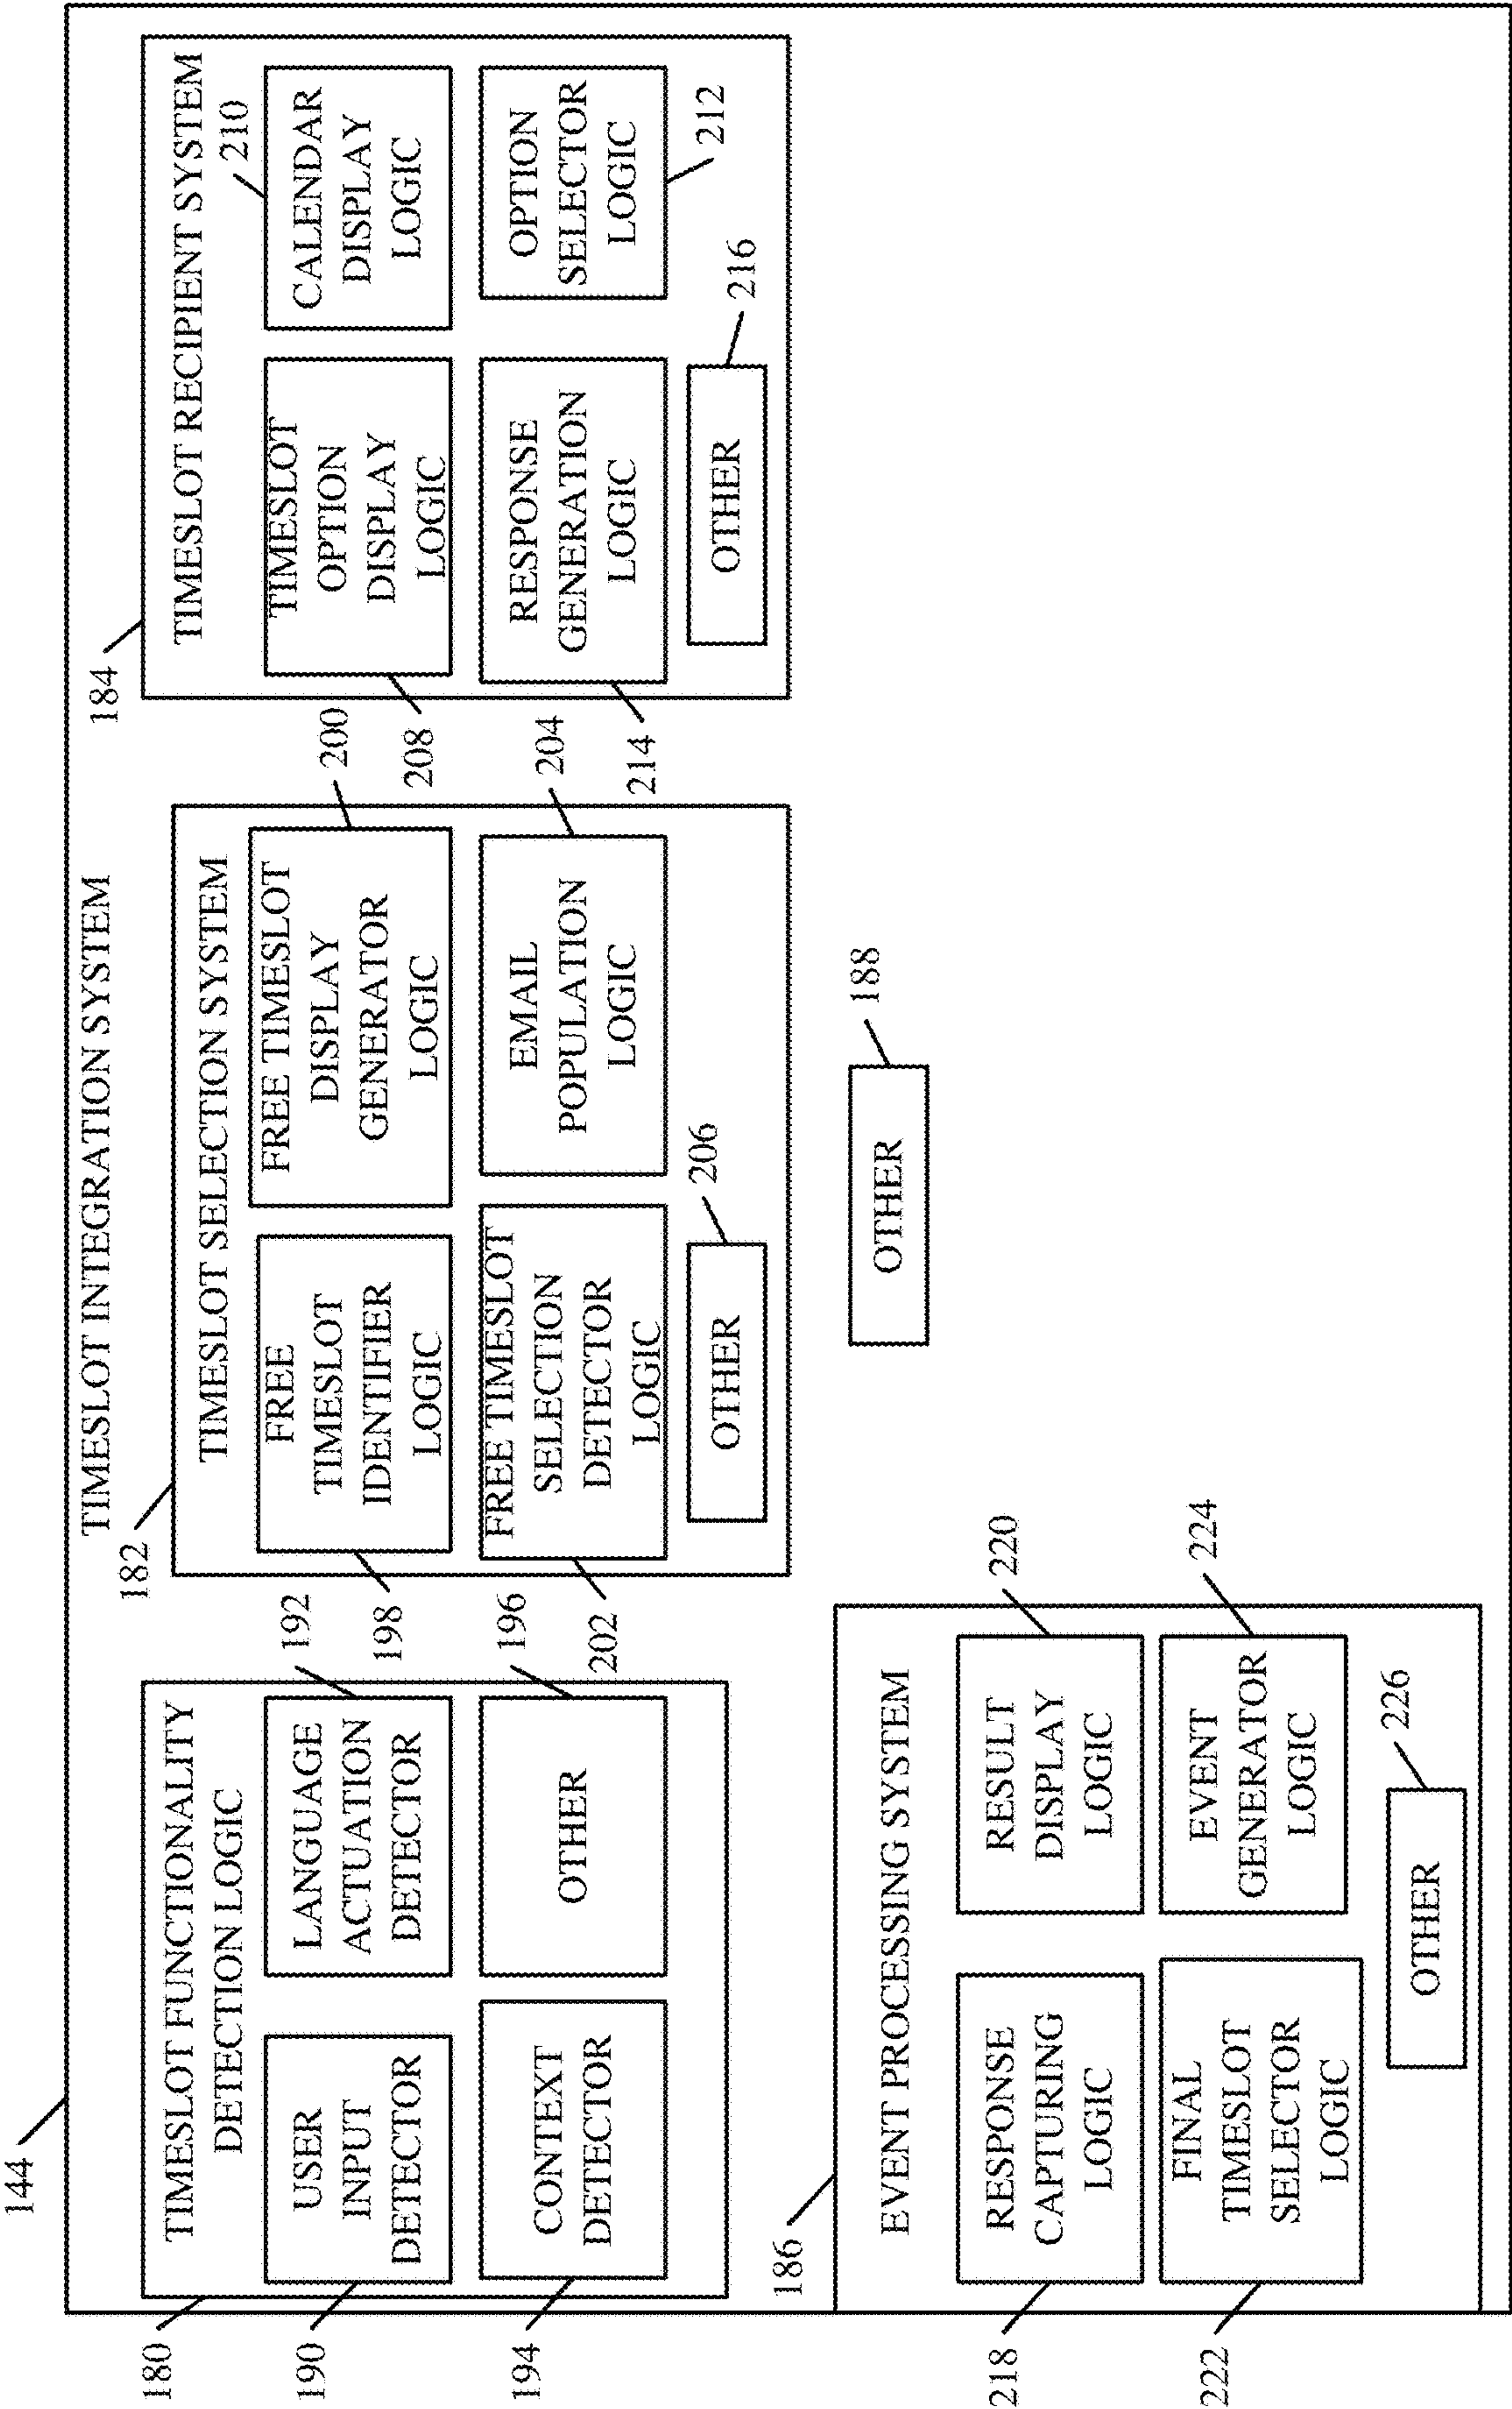 144
TIMESLOT INTEGRATION SYSTEM
180
TIMESLOT FUNCTIONALITY
DETECTION LOGIC
190
USER
INPUT
DETECTOR
192
LANGUAGE
ACTUATION
DETECTOR
194
CONTEXT
DETECTOR
196
OTHER
182
TIMESLOT SELECTION SYSTEM
198
FREE
TIMESLOT
IDENTIFIER
LOGIC
200
FREE TIMESLOT
DISPLAY
GENERATOR
LOGIC
202
FREE TIMESLOT
SELECTION
DETECTOR
LOGIC
204
EMAIL
POPULATION
LOGIC
206
OTHER
184
TIMESLOT RECIPIENT SYSTEM
208
TIMESLOT
OPTION
DISPLAY
LOGIC
210
CALENDAR
DISPLAY
LOGIC
214
RESPONSE
GENERATION
LOGIC
212
OPTION
SELECTOR
LOGIC
216
OTHER
186
EVENT PROCESSING SYSTEM
218
RESPONSE
CAPTURING
LOGIC
220
RESULT
DISPLAY
LOGIC
222
FINAL
TIMESLOT
SELECTOR
LOGIC
224
EVENT
GENERATOR
LOGIC
226
OTHER
188
OTHER